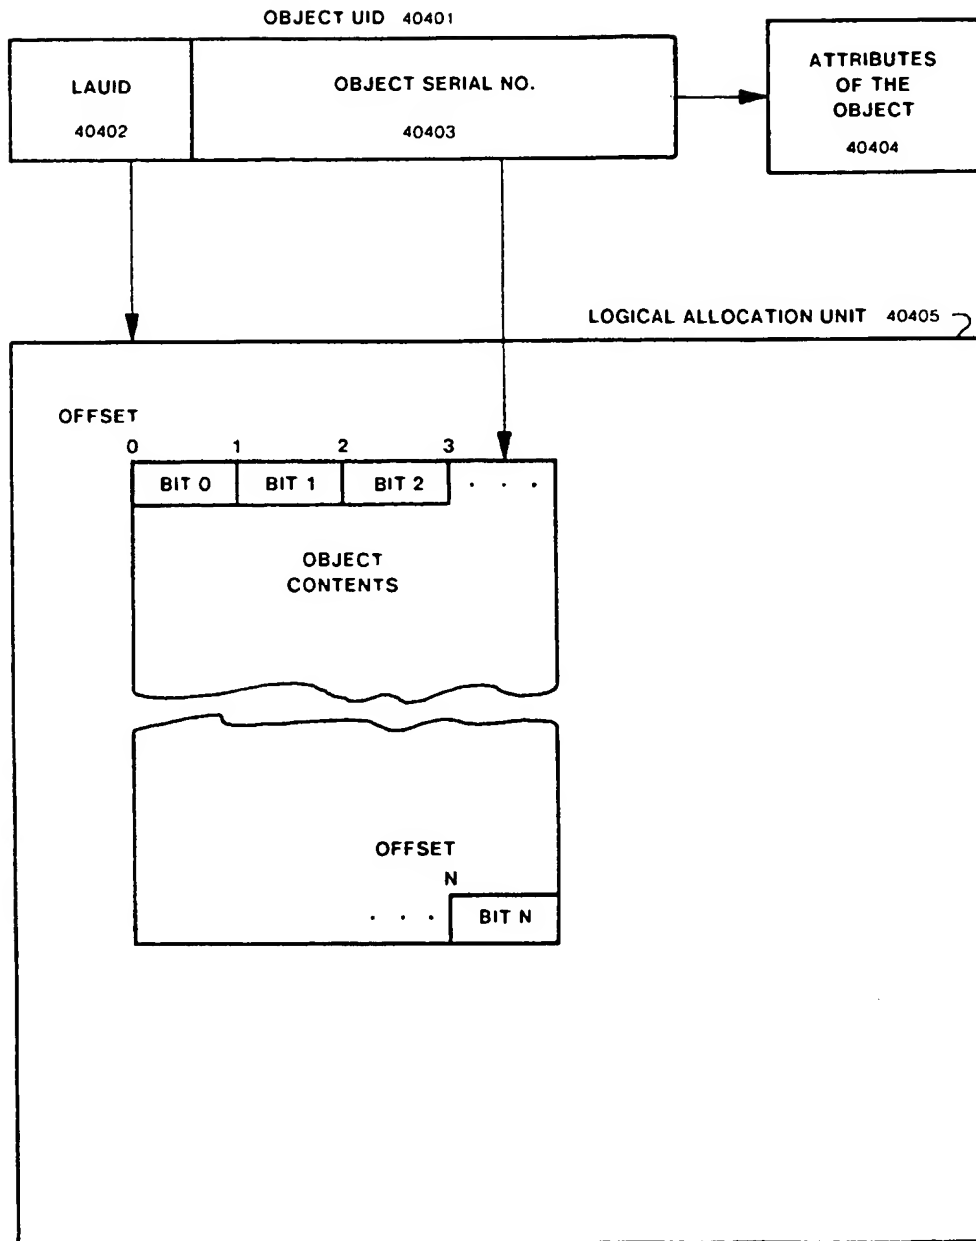 OBJECT UID 40401
LAUID
40402
OBJECT SERIAL NO.
40403
ATTRIBUTES
OF THE
OBJECT
40404
LOGICAL ALLOCATION UNIT 40405
OFFSET
0 1 2 3
BIT 0 BIT 1 BIT 2 . . .
OBJECT
CONTENTS
OFFSET
N
. . . BIT N